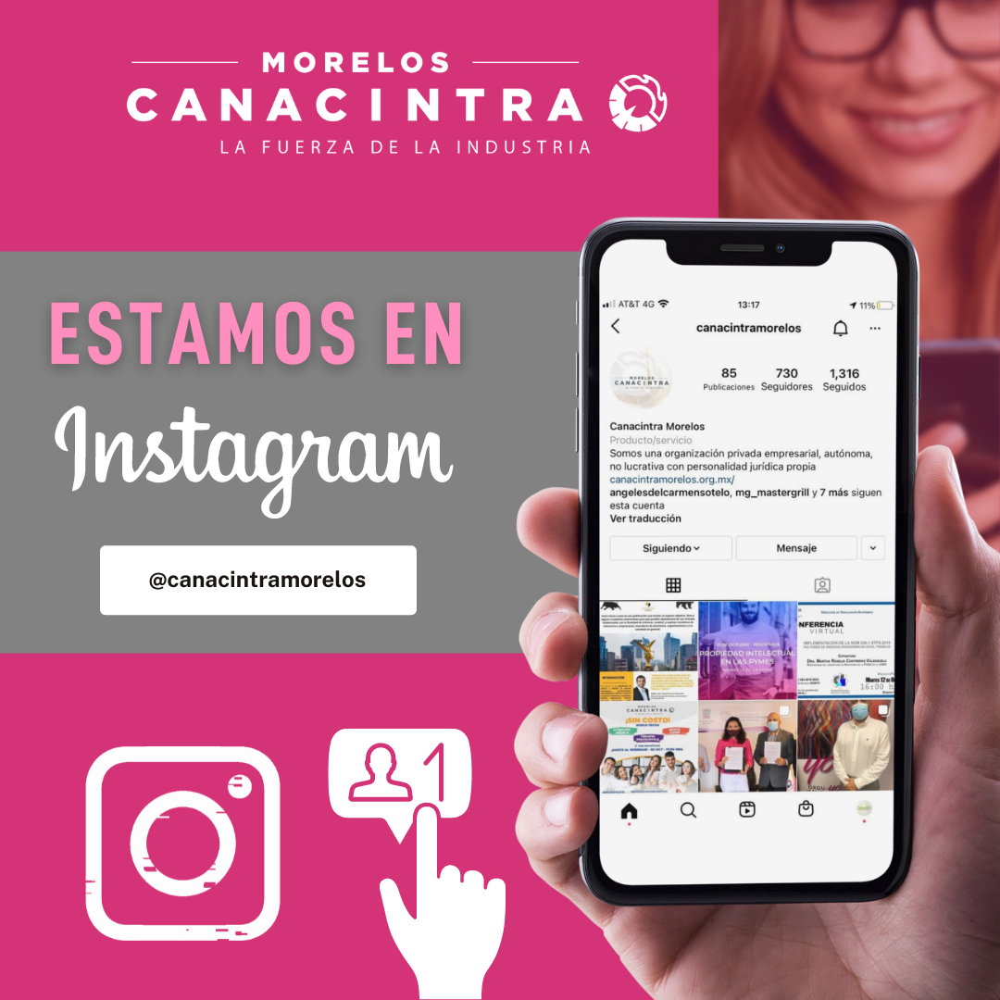 MORELOS
CANACINTRA
LA FUERZA DE LA INDUSTRIA
ESTAMOS EN
Instagram
@canacintramorelos
AT&T 4G
13:17
11%
canacintramorelos
85
730
1,316
Publicaciones
Seguidores
Seguidos
MORELOS
CANACINTRA
Canacintra Morelos
Producto/servicio
Somos una organización privada empresarial, autónoma,
no lucrativa con personalidad jurídica propia
canacintramorelos.org.mx/
angelesdelcarmensotelo, mg_mastergrill y 7 más siguen
esta cuenta
Ver traducción
Siguiendo
Mensaje
PROPIEDAD INTELECTUAL
EN LAS PYMES
NFERENCIA
VIRTUAL
16:00 h
MORELOS
CANACINTRA
¡SIN COSTO!
1